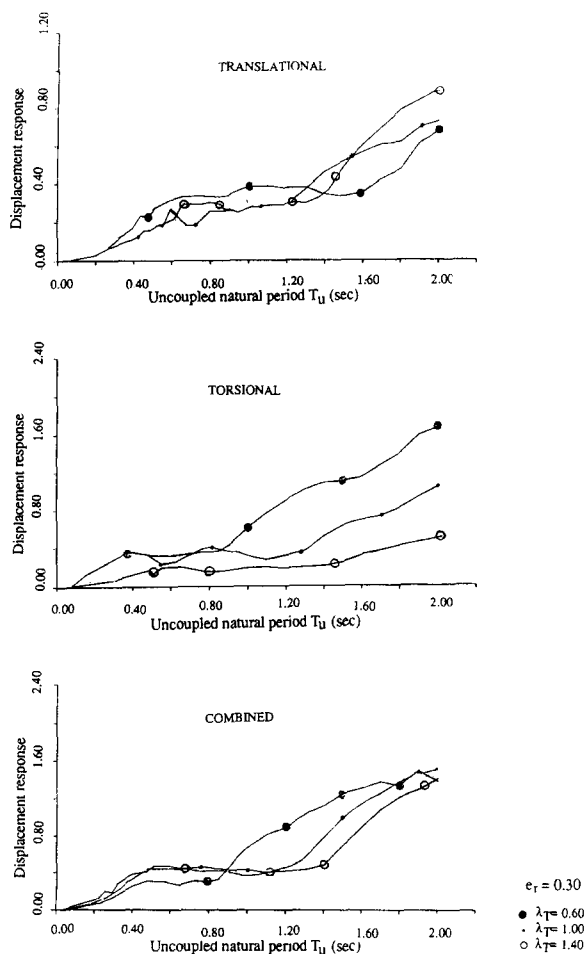 1.20
TRANSLATIONAL
0.80
0.40
0.00
Displacement response
0.00 0.40 0.80 1.20 1.60 2.00
Uncoupled natural period Tu (sec)
2.40
TORSIONAL
1.60
0.80
0.00
Displacement response
0.00 0.40 0.80 1.20 1.60 2.00
Uncoupled natural period Tu (sec)
2.40
COMBINED
1.60
0.80
0.00
Displacement response
0.00 0.40 0.80 1.20 1.60 2.00
Uncoupled natural period Tu (sec)
er = 0.30
λT= 0.60
λT= 1.00
λT= 1.40